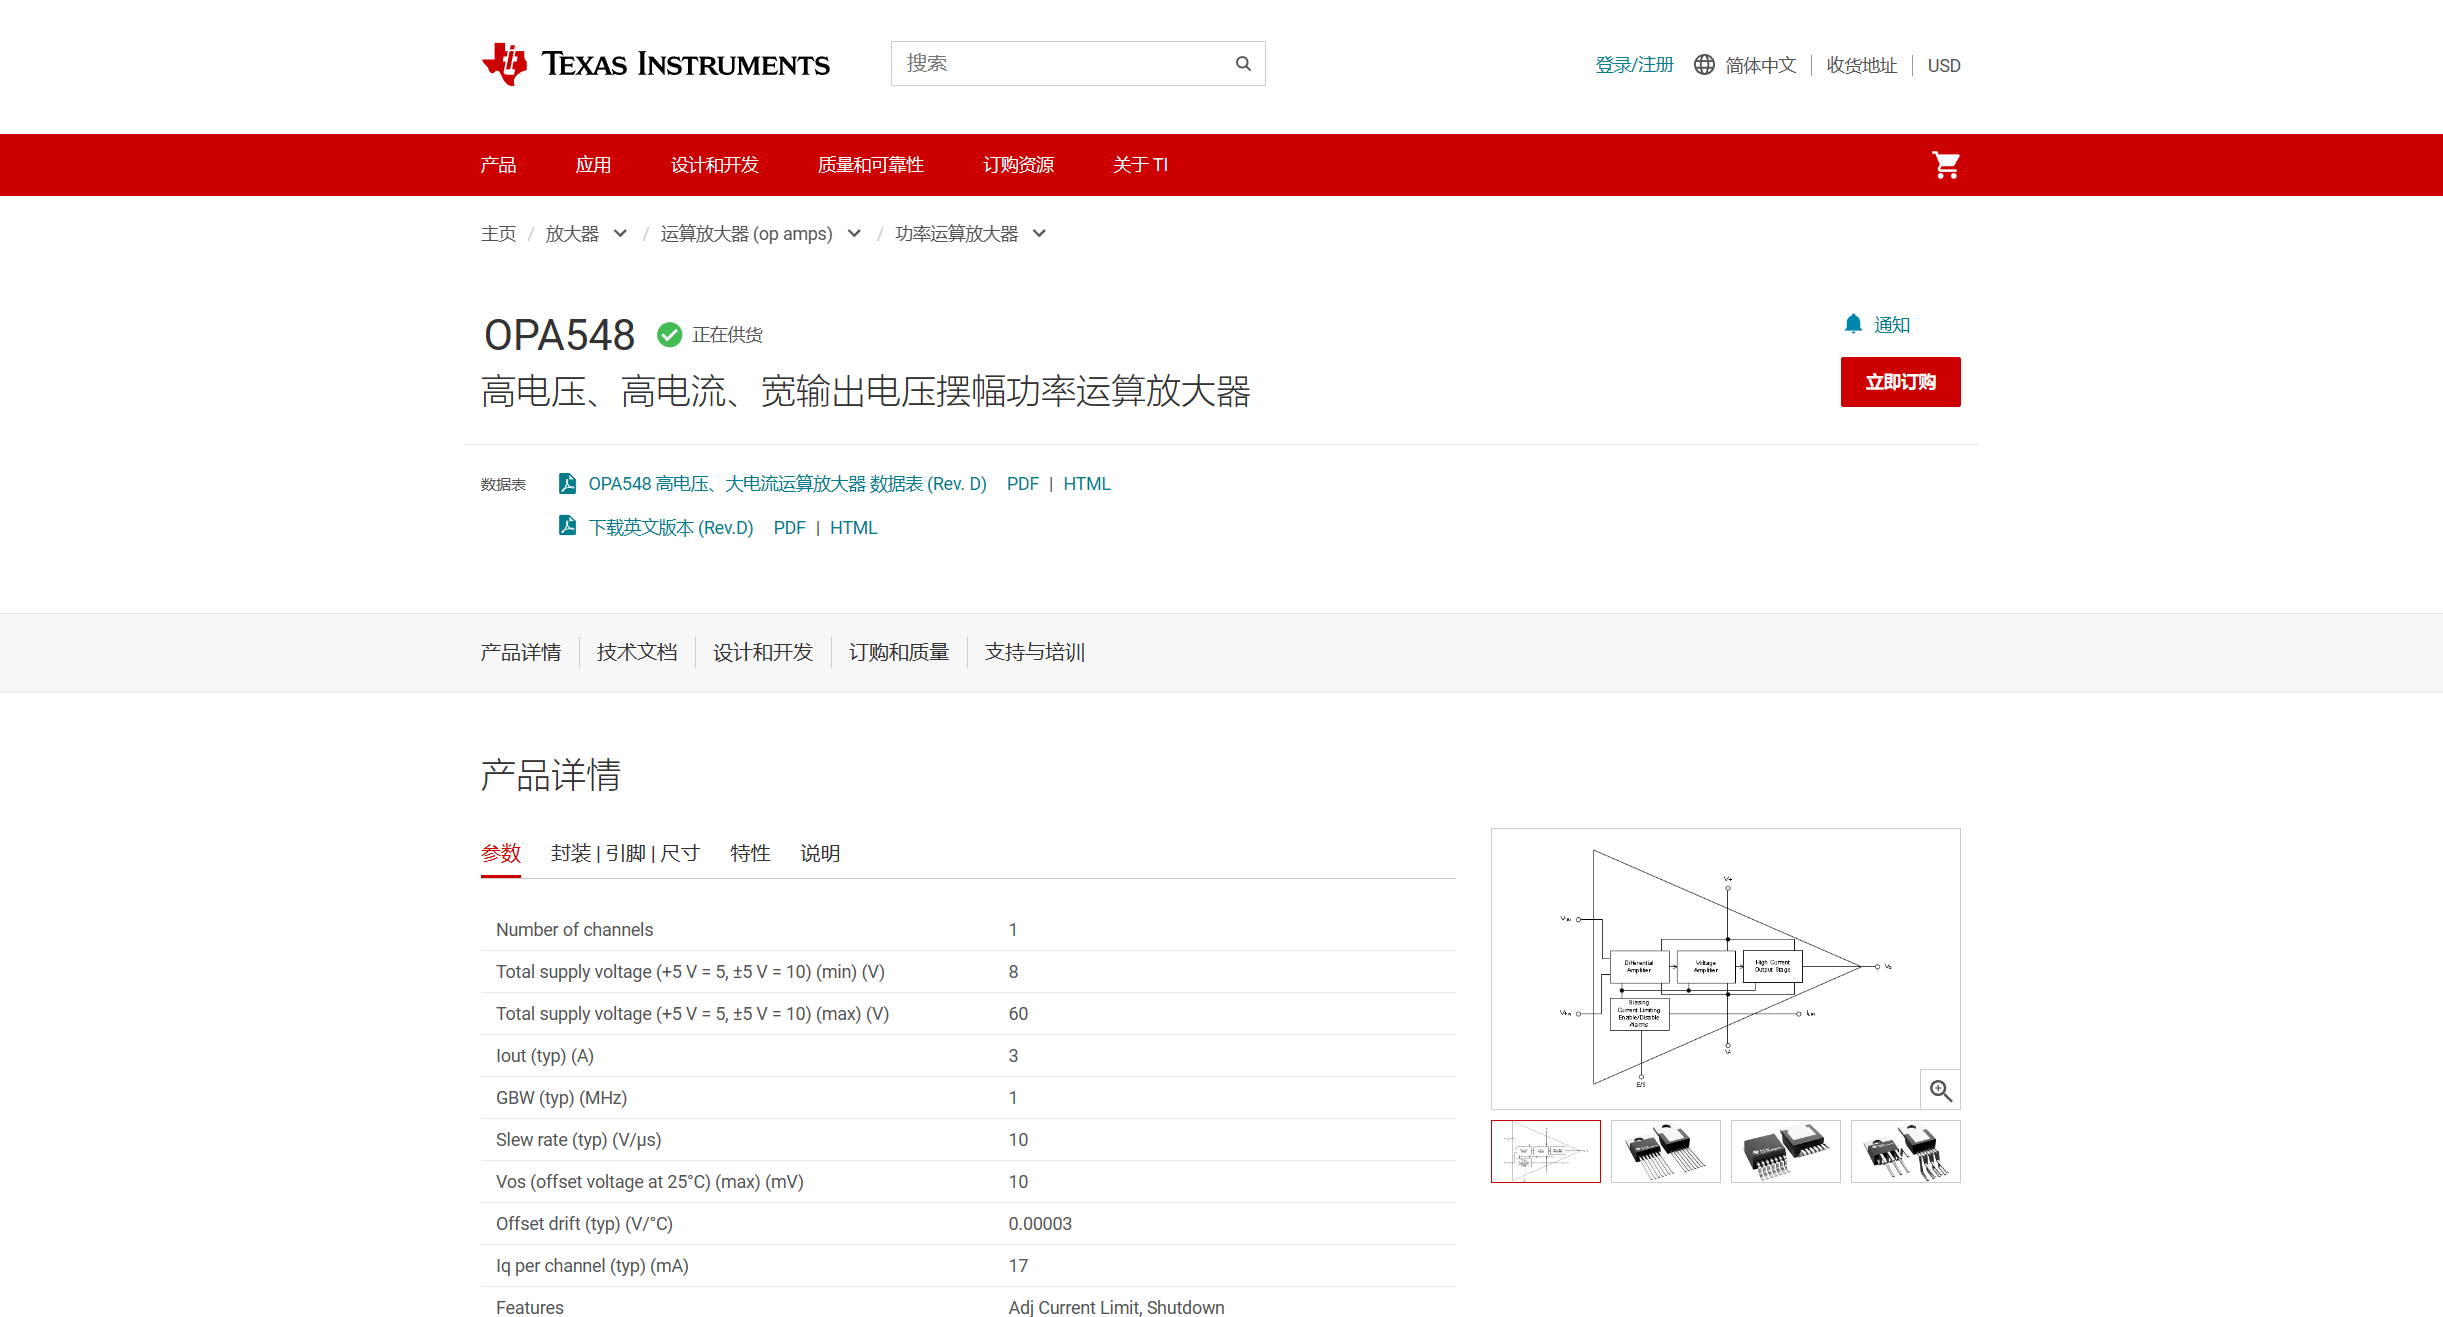 TEXAS INSTRUMENTS
搜索
登录/注册 简体中文 收货地址 USD
产品 应用 设计和开发 质量和可靠性 订购资源 关于 TI
主页 / 放大器 / 运算放大器 (op amps) / 功率运算放大器
OPA548 正在供货
通知
高电压、高电流、宽输出电压摆幅功率运算放大器
立即订购
数据表 OPA548 高电压、大电流运算放大器 数据表 (Rev. D) PDF | HTML
下载英文版本 (Rev.D) PDF | HTML
产品详情 技术文档 设计和开发 订购和质量 支持与培训
产品详情
参数 封装 | 引脚 | 尺寸 特性 说明
Number of channels 1
Total supply voltage (+5 V = 5, ±5 V = 10) (min) (V) 8
Total supply voltage (+5 V = 5, ±5 V = 10) (max) (V) 60
Iout (typ) (A) 3
GBW (typ) (MHz) 1
Slew rate (typ) (V/µs) 10
Vos (offset voltage at 25°C) (max) (mV) 10
Offset drift (typ) (V/°C) 0.00003
Iq per channel (typ) (mA) 17
Features Adj Current Limit, Shutdown
V+
Differential
Amplifier
Voltage
Amplifier
High Current
Output Stage
Vo
Biasing
Current Limiting
Enable/Disable
Alarms
V-
E/S